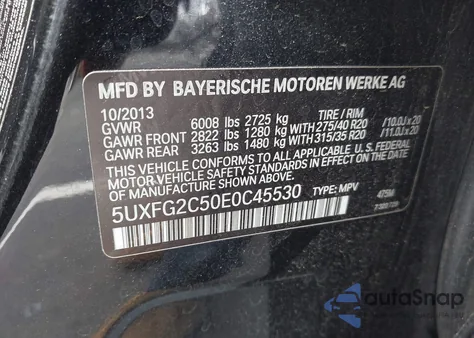 MFD BY BAYERISCHE MOTOREN WERKE AG
10/2013
GVWR 6008 lbs 2725 kg TIRE / RIM
GAWR FRONT 2822 lbs 1280 kg WITH 275/40 R20 /10.0J x 20
GAWR REAR 3263 lbs 1480 kg WITH 315/35 R20 /11.0J x 20
THIS VEHICLE CONFORMS TO ALL APPLICABLE U.S.
FEDERAL MOTOR VEHICLE SAFETY STANDARDS IN EFFECT
ON THE DATE OF MANUFACTURE SHOWN ABOVE.
5UXFG2C50E0C45530 TYPE: MPV
AutoSnap